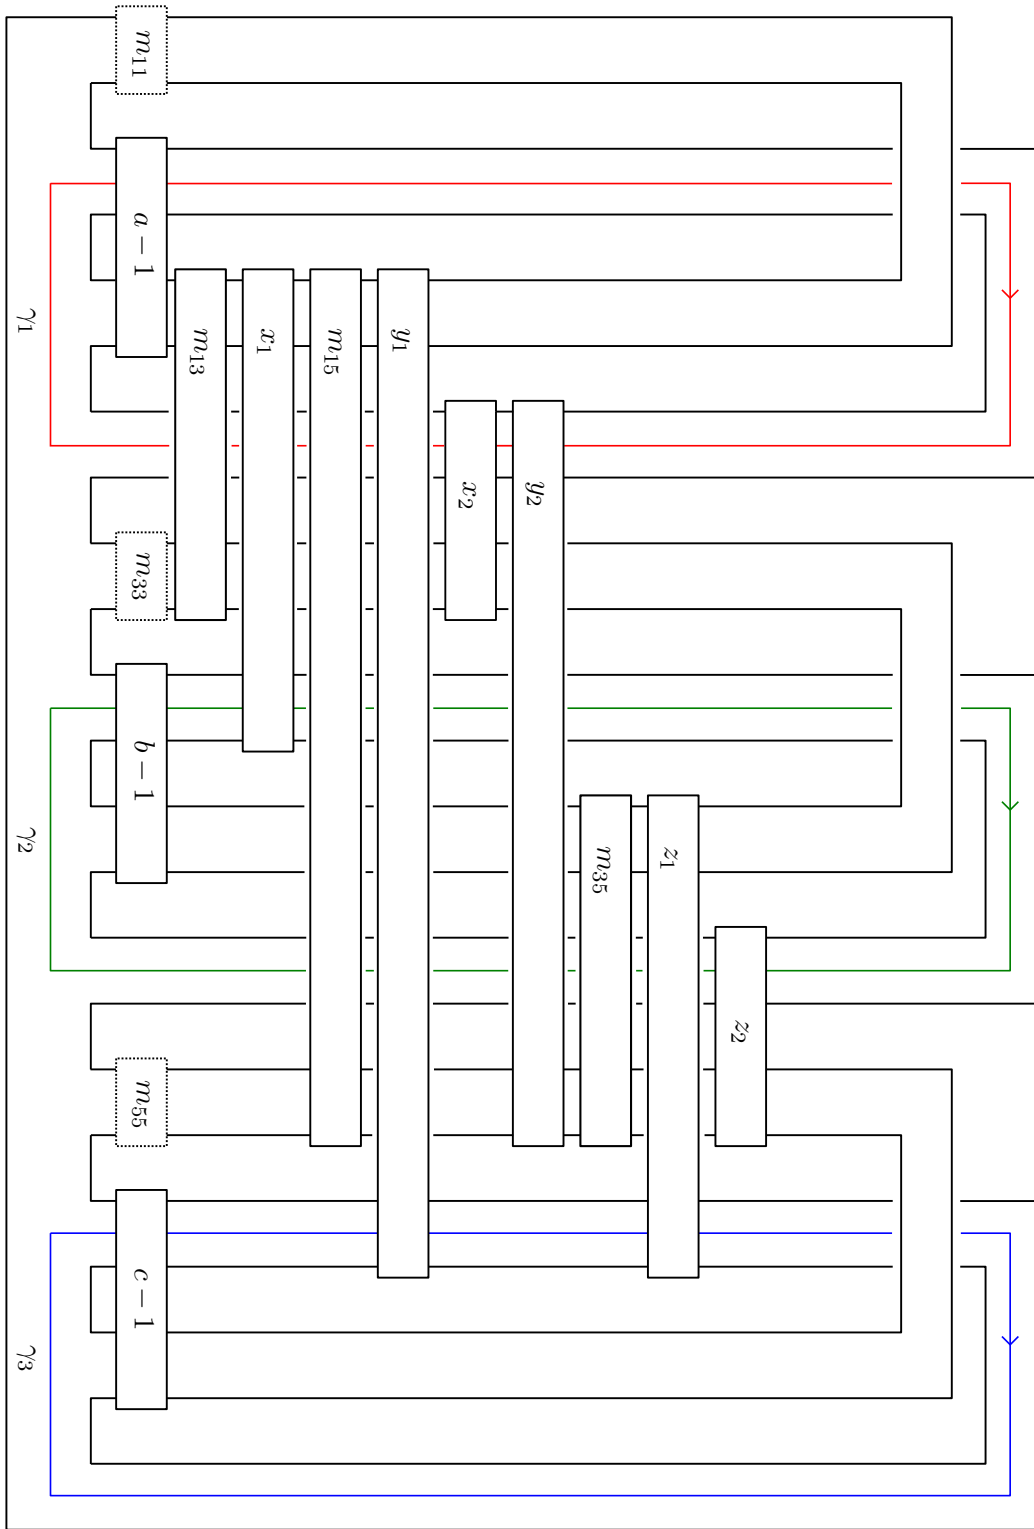 m₁₁
a − 1
γ₁
m₁₃
x₁
m₁₅
y₁
x₂
y₂
m₃₃
b − 1
γ₂
m₃₅
z₁
z₂
m₅₅
c − 1
γ₃